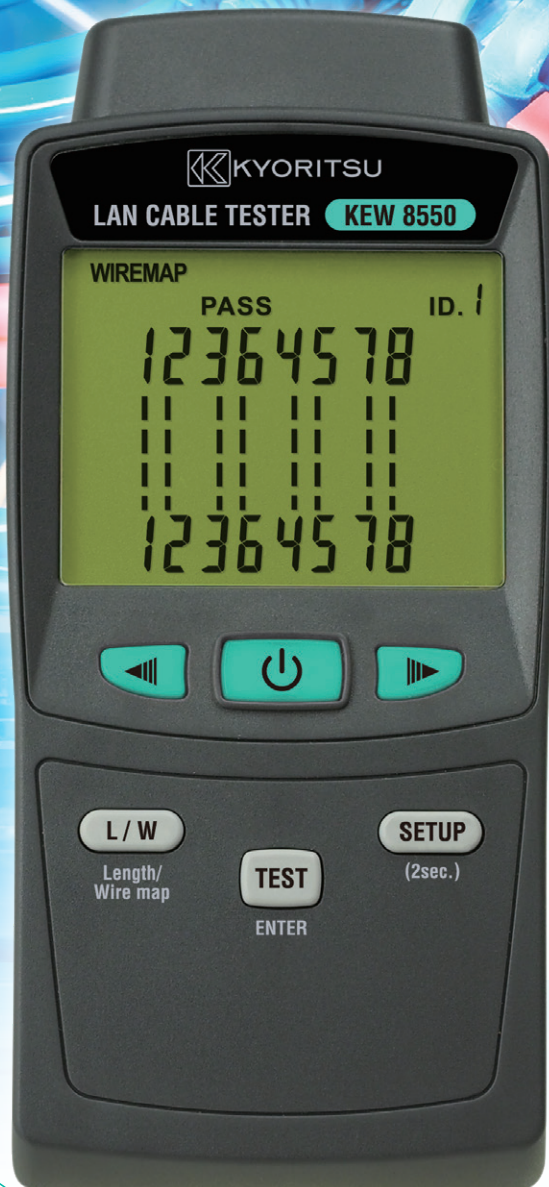 KYORITSU
LAN CABLE TESTER KEW 8550
WIREMAP
PASS ID. 1
12364578
12364578
L / W SETUP
Length/ (2sec.)
Wire map
TEST
ENTER